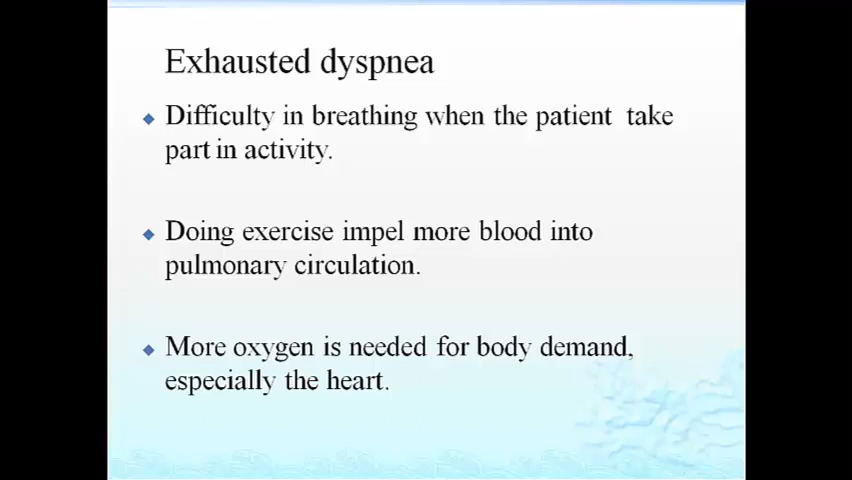 Exhausted dyspnea
Difficulty in breathing when the patient take
part in activity.
Doing exercise impel more blood into
pulmonary circulation.
More oxygen is needed for body demand,
especially the heart.